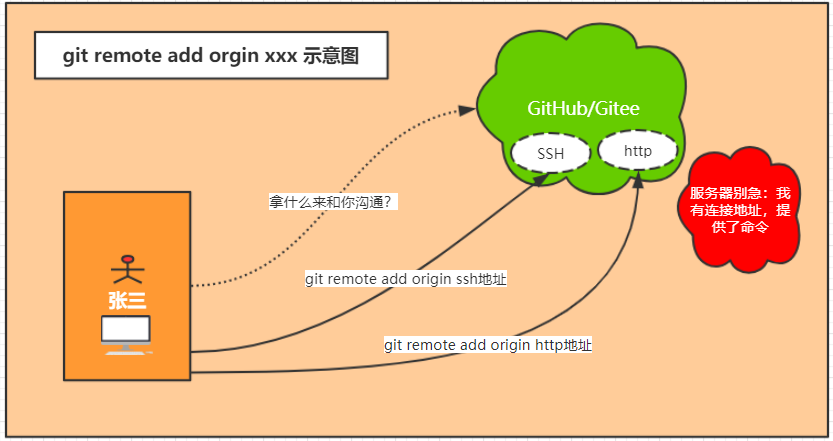 git remote add orgin xxx 示意图
GitHub/Gitee
SSH
http
服务器别急：我
有连接地址，提
供了命令
拿什么来和你沟通？
git remote add origin ssh地址
张三
git remote add origin http地址